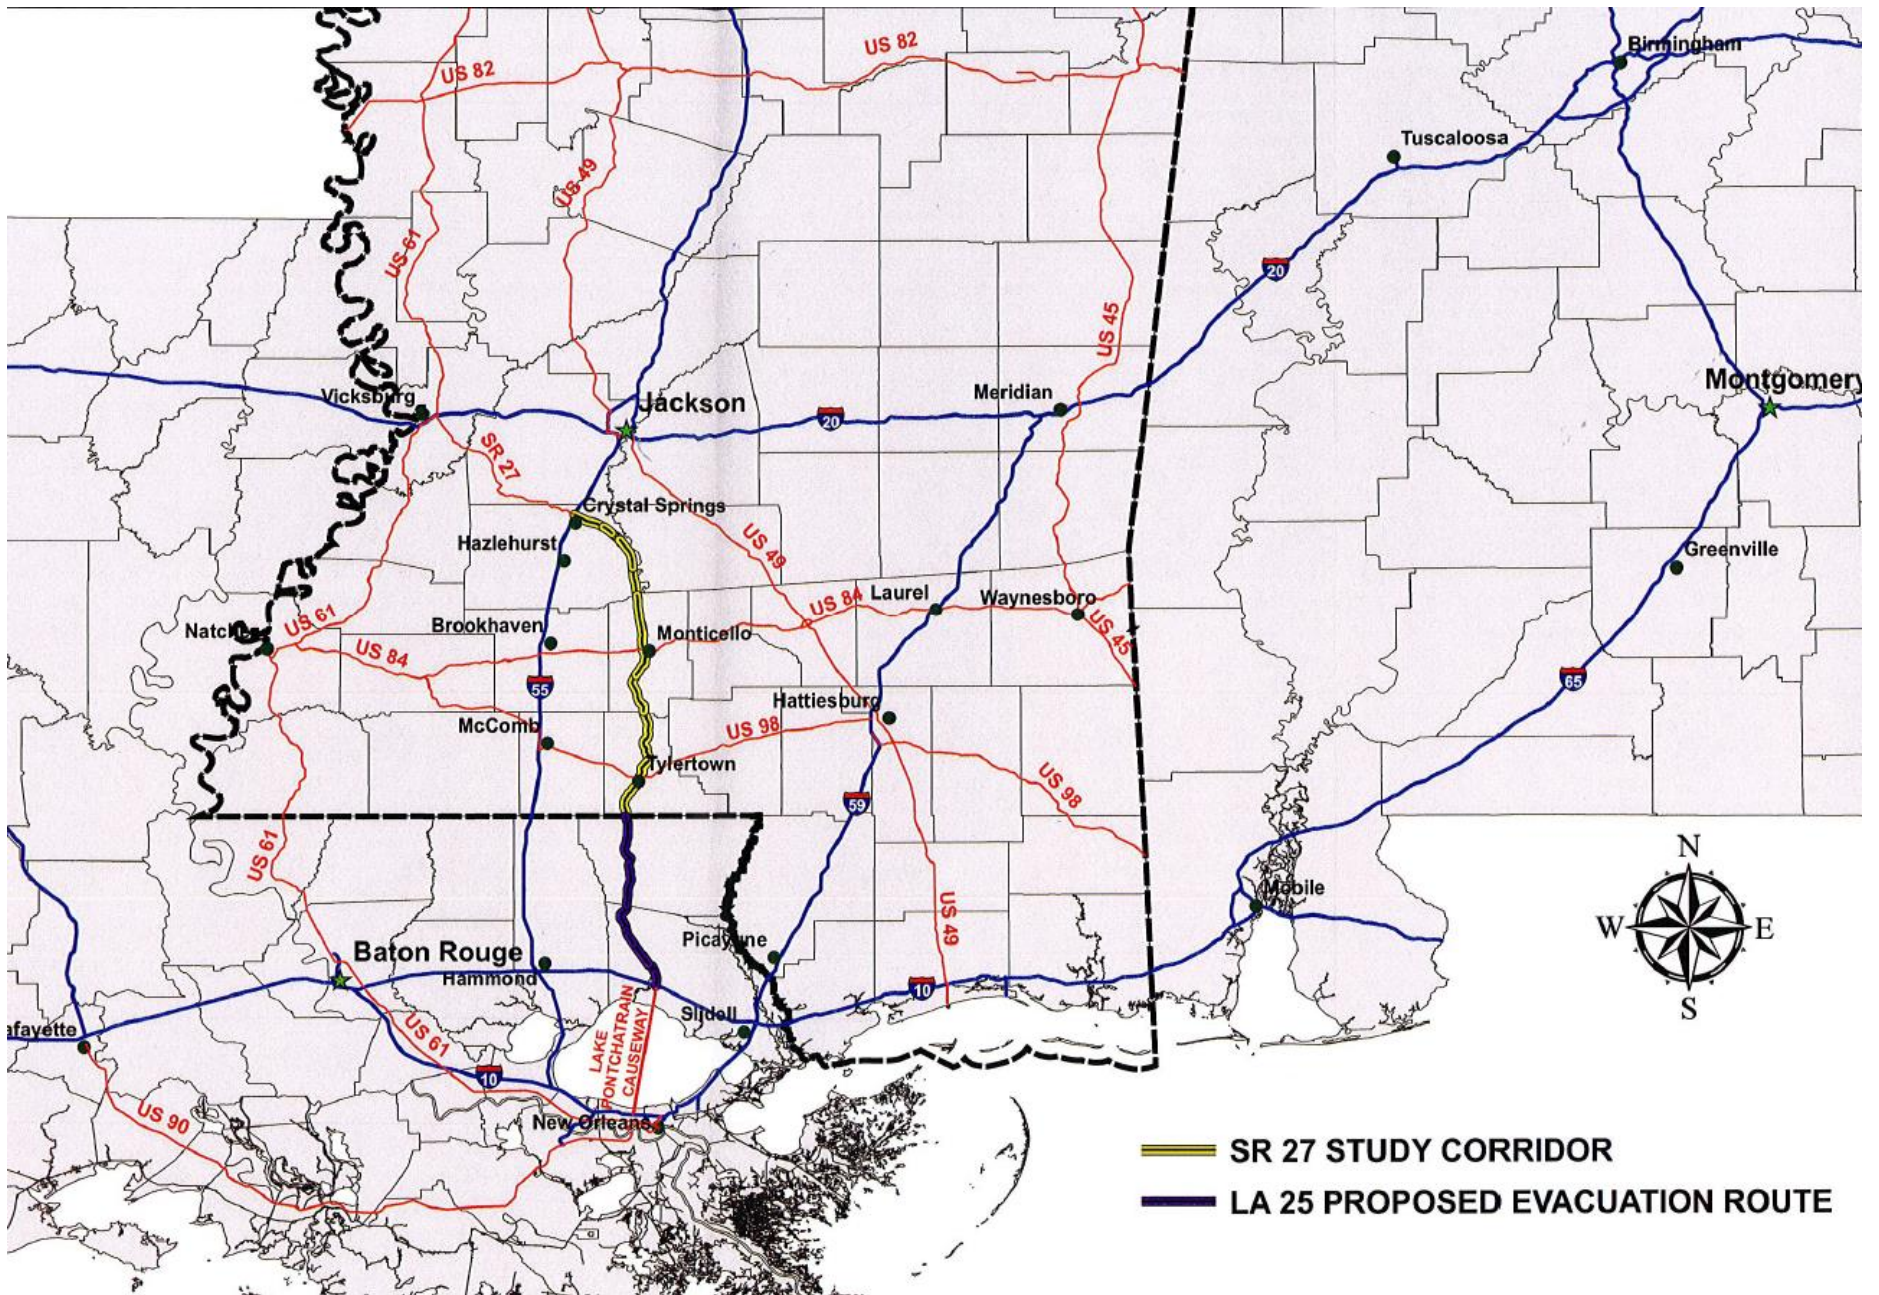 US 82
Birmingham
US 82
Tuscaloosa
US 49
US 61
20
US 45
Vicksburg
Jackson
Meridian
Montgomery
20
SR 27
Crystal Springs
Hazlehurst
US 49
Greenville
US 84
Laurel
Waynesboro
US 61
Brookhaven
Monticello
US 45
US 84
55
65
Hattiesburg
McComb
US 98
Tylertown
US 98
59
US 61
Mobile
N
W
E
S
US 49
Picayune
Baton Rouge
Hammond
10
Slidell
LAKE
PONTCHATRAIN
CAUSEWAY
afayette
US 61
10
US 90
New Orleans
SR 27 STUDY CORRIDOR
LA 25 PROPOSED EVACUATION ROUTE